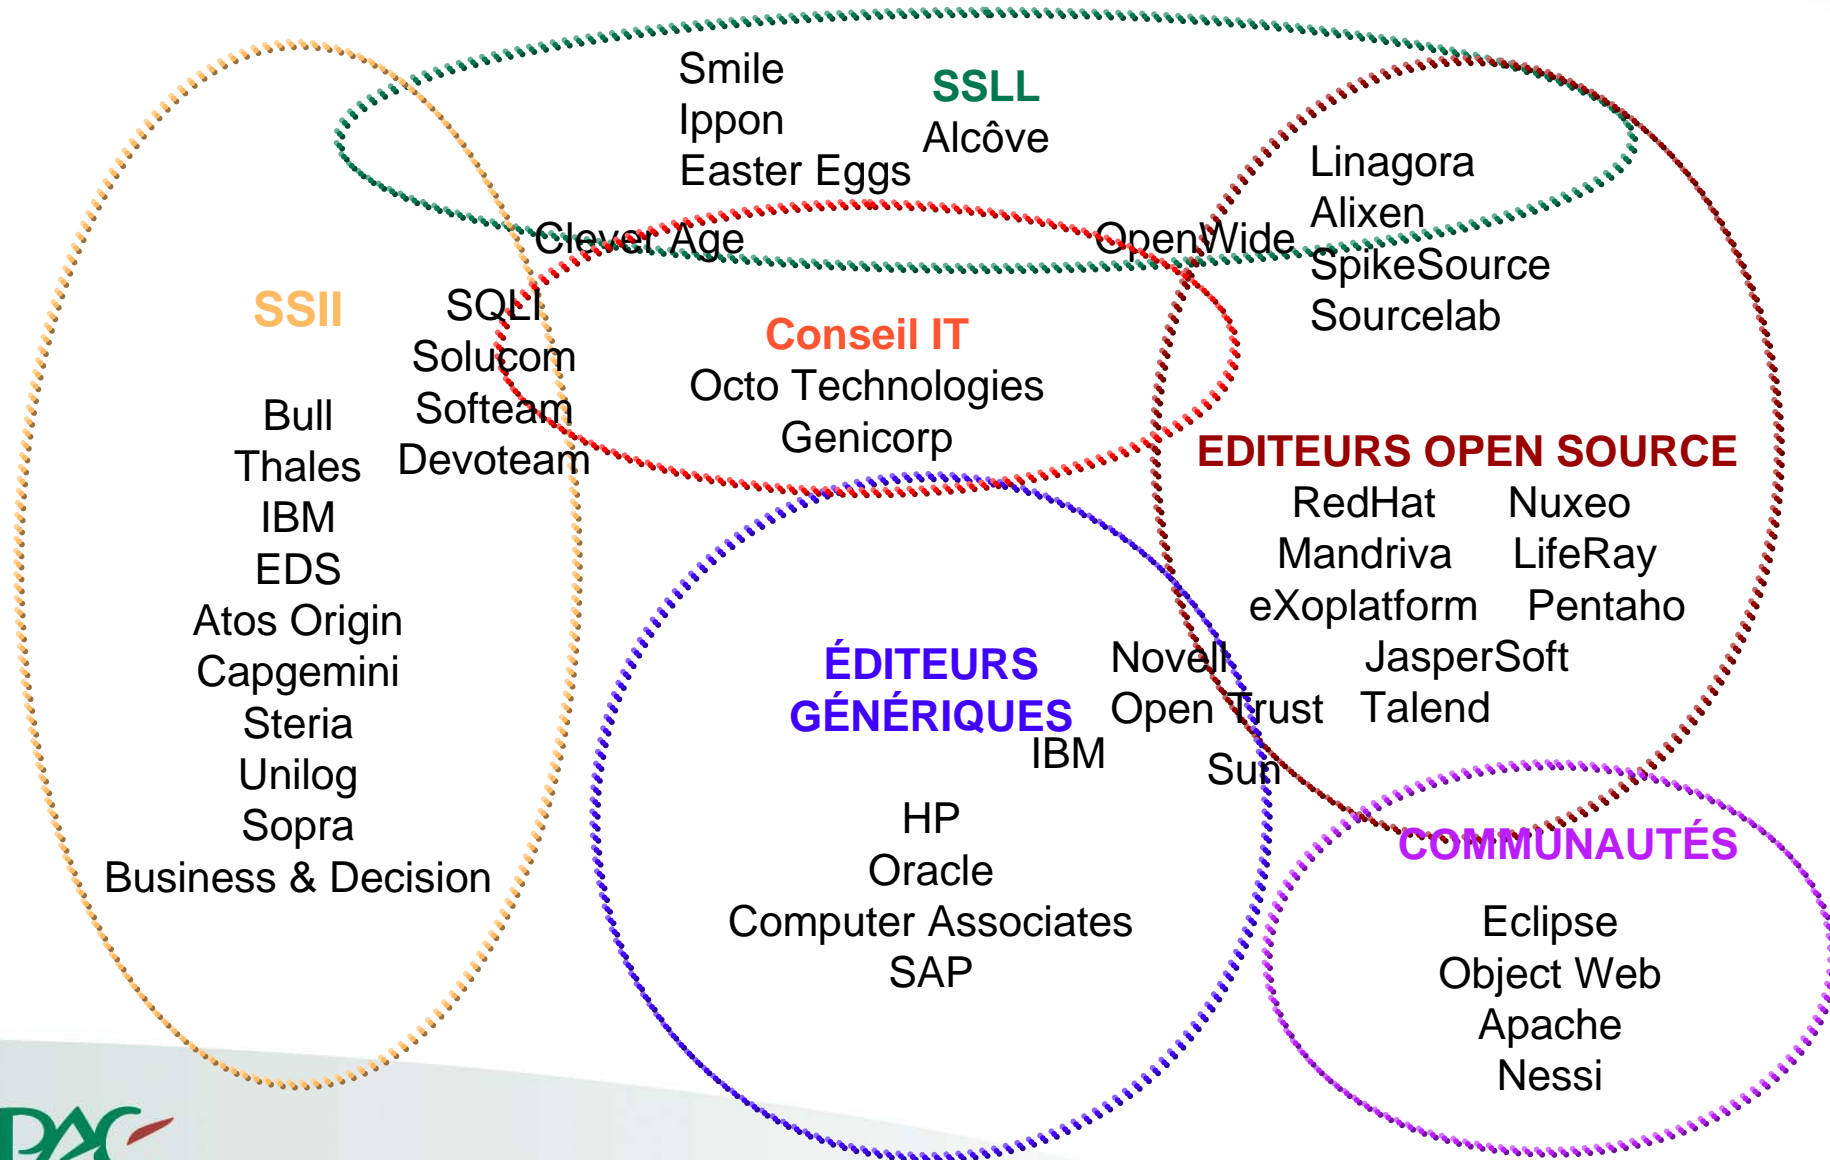 Smile
Ippon
Easter Eggs
SSLL
Alcôve
Linagora
Alixen
SpikeSource
Sourcelab
Clever Age
OpenWide
SSII
SQLI
Solucom
Softeam
Devoteam
Conseil IT
Octo Technologies
Genicorp
Bull
Thales
IBM
EDS
Atos Origin
Capgemini
Steria
Unilog
Sopra
Business & Decision
EDITEURS OPEN SOURCE
RedHat Nuxeo
Mandriva LifeRay
eXoplatform Pentaho
JasperSoft
Talend
ÉDITEURS
GÉNÉRIQUES
Novell
Open Trust
IBM
Sun
HP
Oracle
Computer Associates
SAP
COMMUNAUTÉS
Eclipse
Object Web
Apache
Nessi
PAC